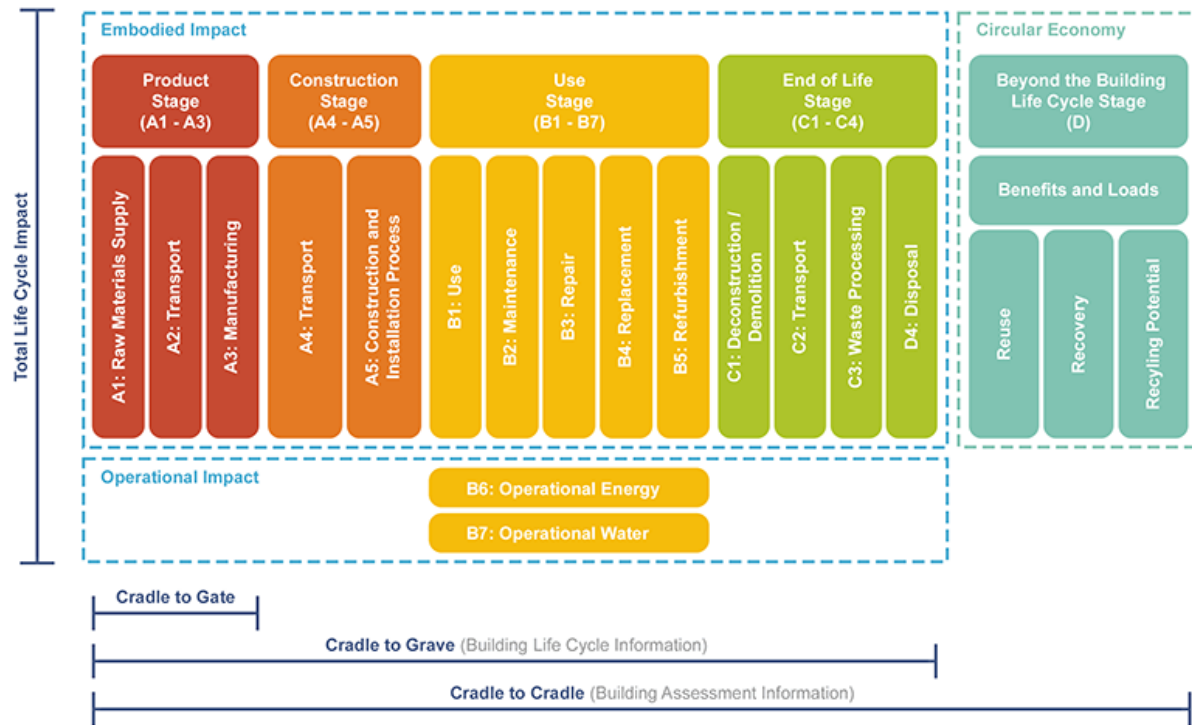 Total Life Cycle Impact
Embodied Impact
Product
Stage
(A1 - A3)
Construction
Stage
(A4 - A5)
Use
Stage
(B1 - B7)
End of Life
Stage
(C1 - C4)
A1: Raw Materials Supply
A2: Transport
A3: Manufacturing
A4: Transport
A5: Construction and
Installation Process
B1: Use
B2: Maintenance
B3: Repair
B4: Replacement
B5: Refurbishment
C1: Deconstruction /
Demolition
C2: Transport
C3: Waste Processing
D4: Disposal
Circular Economy
Beyond the Building
Life Cycle Stage
(D)
Benefits and Loads
Reuse
Recovery
Recyling Potential
Operational Impact
B6: Operational Energy
B7: Operational Water
Cradle to Gate
Cradle to Grave (Building Life Cycle Information)
Cradle to Cradle (Building Assessment Information)